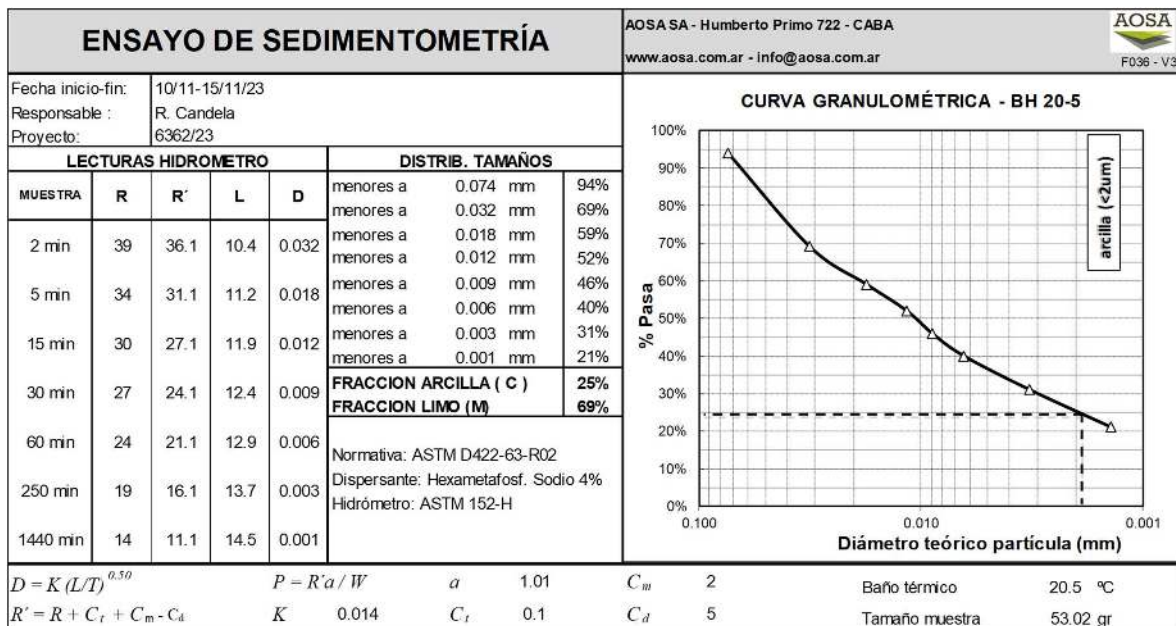 ENSAYO DE SEDIMENTOMETRÍA
AOSA SA - Humberto Primo 722 - CABA
www.aosa.com.ar - info@aosa.com.ar
AOSA
F036 - V3
Fecha inicio-fin: 10/11-15/11/23
Responsable : R. Candela
Proyecto: 6362/23
LECTURAS HIDROMETRO
MUESTRA R R´ L D
2 min 39 36.1 10.4 0.032
5 min 34 31.1 11.2 0.018
15 min 30 27.1 11.9 0.012
30 min 27 24.1 12.4 0.009
60 min 24 21.1 12.9 0.006
250 min 19 16.1 13.7 0.003
1440 min 14 11.1 14.5 0.001
DISTRIB. TAMAÑOS
menores a 0.074 mm 94%
menores a 0.032 mm 69%
menores a 0.018 mm 59%
menores a 0.012 mm 52%
menores a 0.009 mm 46%
menores a 0.006 mm 40%
menores a 0.003 mm 31%
menores a 0.001 mm 21%
FRACCION ARCILLA ( C ) 25%
FRACCION LIMO (M) 69%
Normativa: ASTM D422-63-R02
Dispersante: Hexametafosf. Sodio 4%
Hidrómetro: ASTM 152-H
CURVA GRANULOMÉTRICA - BH 20-5
% Pasa
100%
90%
80%
70%
60%
50%
40%
30%
20%
10%
0%
arcilla (<2um)
0.100 0.010 0.001
Diámetro teórico partícula (mm)
D = K (L/T) 0.50 P = R´a / W a 1.01 Cm 2 Baño térmico 20.5 ºC
R´ = R + Ct + Cm - Cd K 0.014 Ct 0.1 Cd 5 Tamaño muestra 53.02 gr